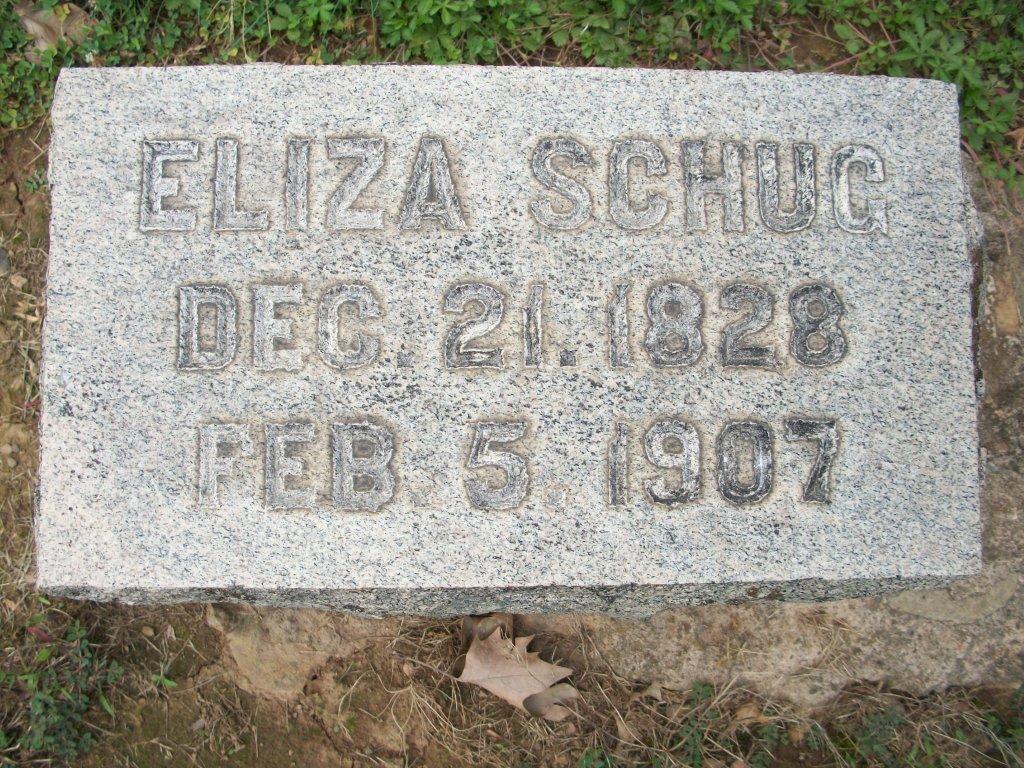 ELIZA SCHUG
DEC. 21. 1828
FEB. 5. 1907